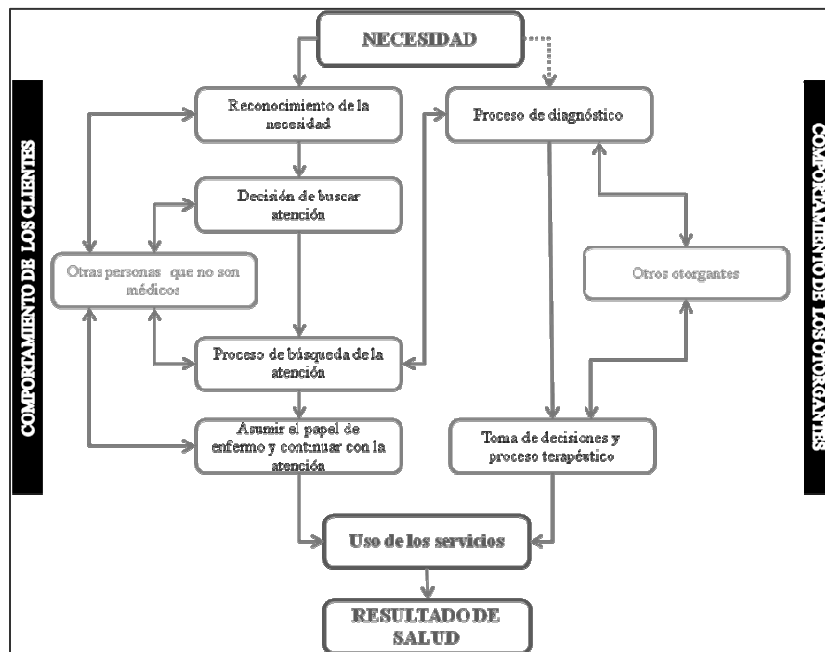 NECESIDAD
Reconocimiento de la
necesidad
Proceso de diagnóstico
Decisión de buscar
atención
Otras personas que no son
médicos
Otros otorgantes
Proceso de búsqueda de la
atención
Asumir el papel de
enfermo y continuar con la
atención
Toma de decisiones y
proceso terapéutico
Uso de los servicios
RESULTADO DE
SALUD
COMPORTAMIENTO DE LOS CLIENTES
COMPORTAMIENTO DE LOS OTORGANTES